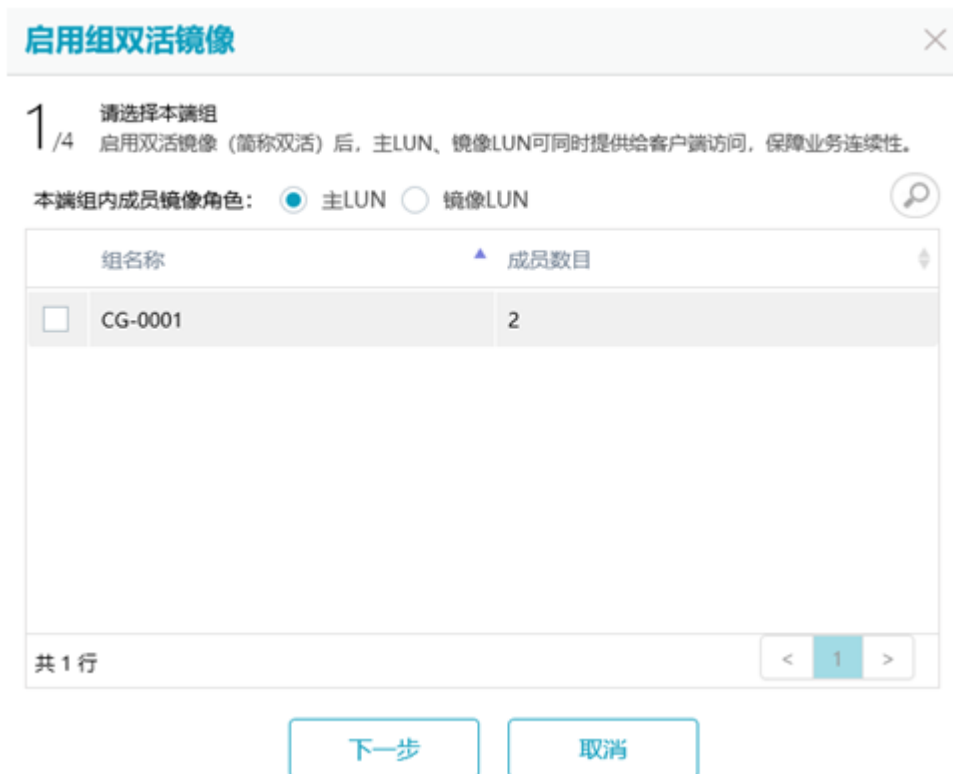 启用组双活镜像
1/4
请选择本端组
启用双活镜像（简称双活）后，主LUN、镜像LUN可同时提供给客户端访问，保障业务连续性。
本端组内成员镜像角色： 主LUN 镜像LUN
组名称 成员数目
CG-0001 2
共 1 行 < 1 >
下一步 取消